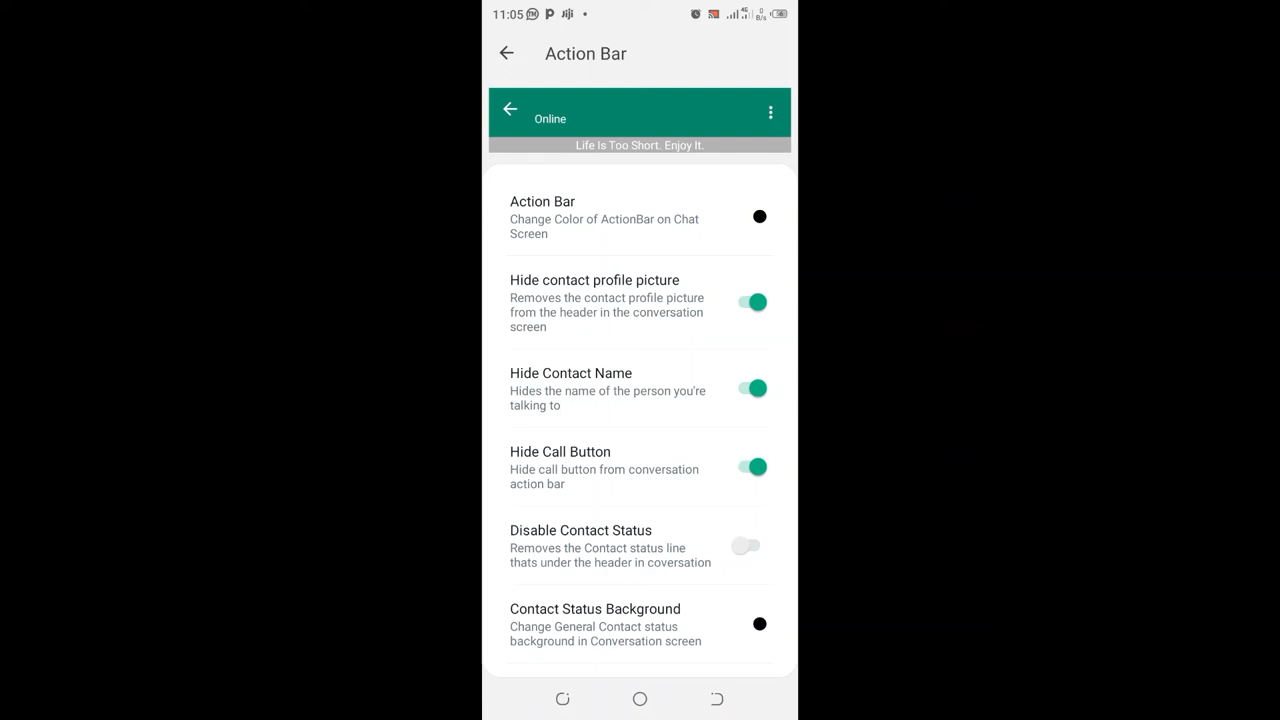 11:05
Jiji
4G
0
B/s
56
Action Bar
Online
Life Is Too Short. Enjoy It.
Action Bar
Change Color of ActionBar on Chat
Screen
Hide contact profile picture
Removes the contact profile picture
from the header in the conversation
screen
Hide Contact Name
Hides the name of the person you're
talking to
Hide Call Button
Hide call button from conversation
action bar
Disable Contact Status
Removes the Contact status line
thats under the header in coversation
Contact Status Background
Change General Contact status
background in Conversation screen